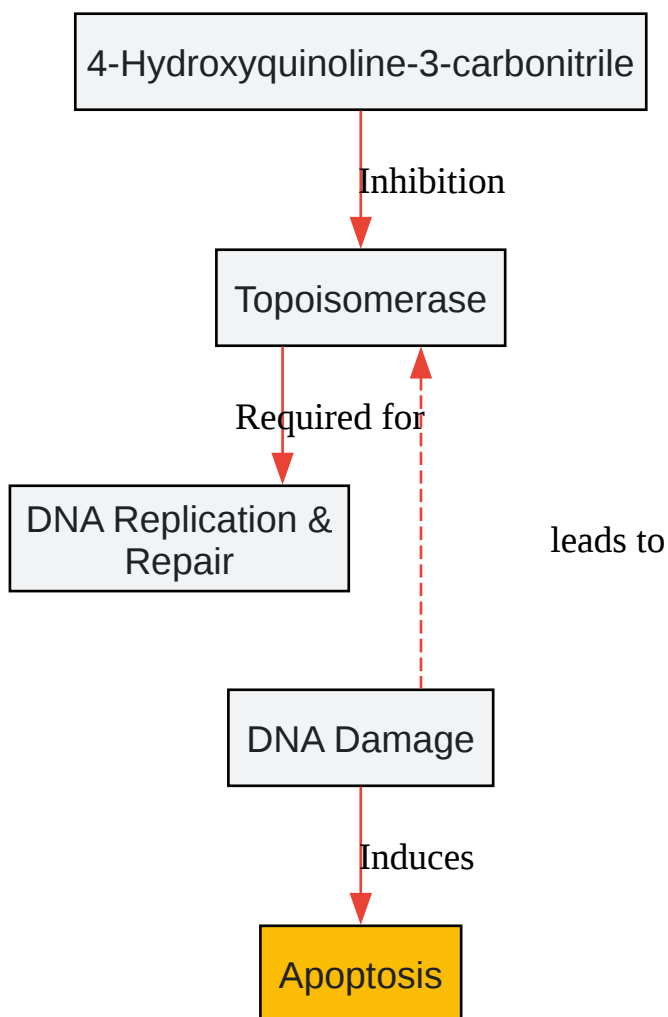 4-Hydroxyquinoline-3-carbonitrile
Inhibition
Topoisomerase
Required for
DNA Replication &
Repair
leads to
DNA Damage
Induces
Apoptosis